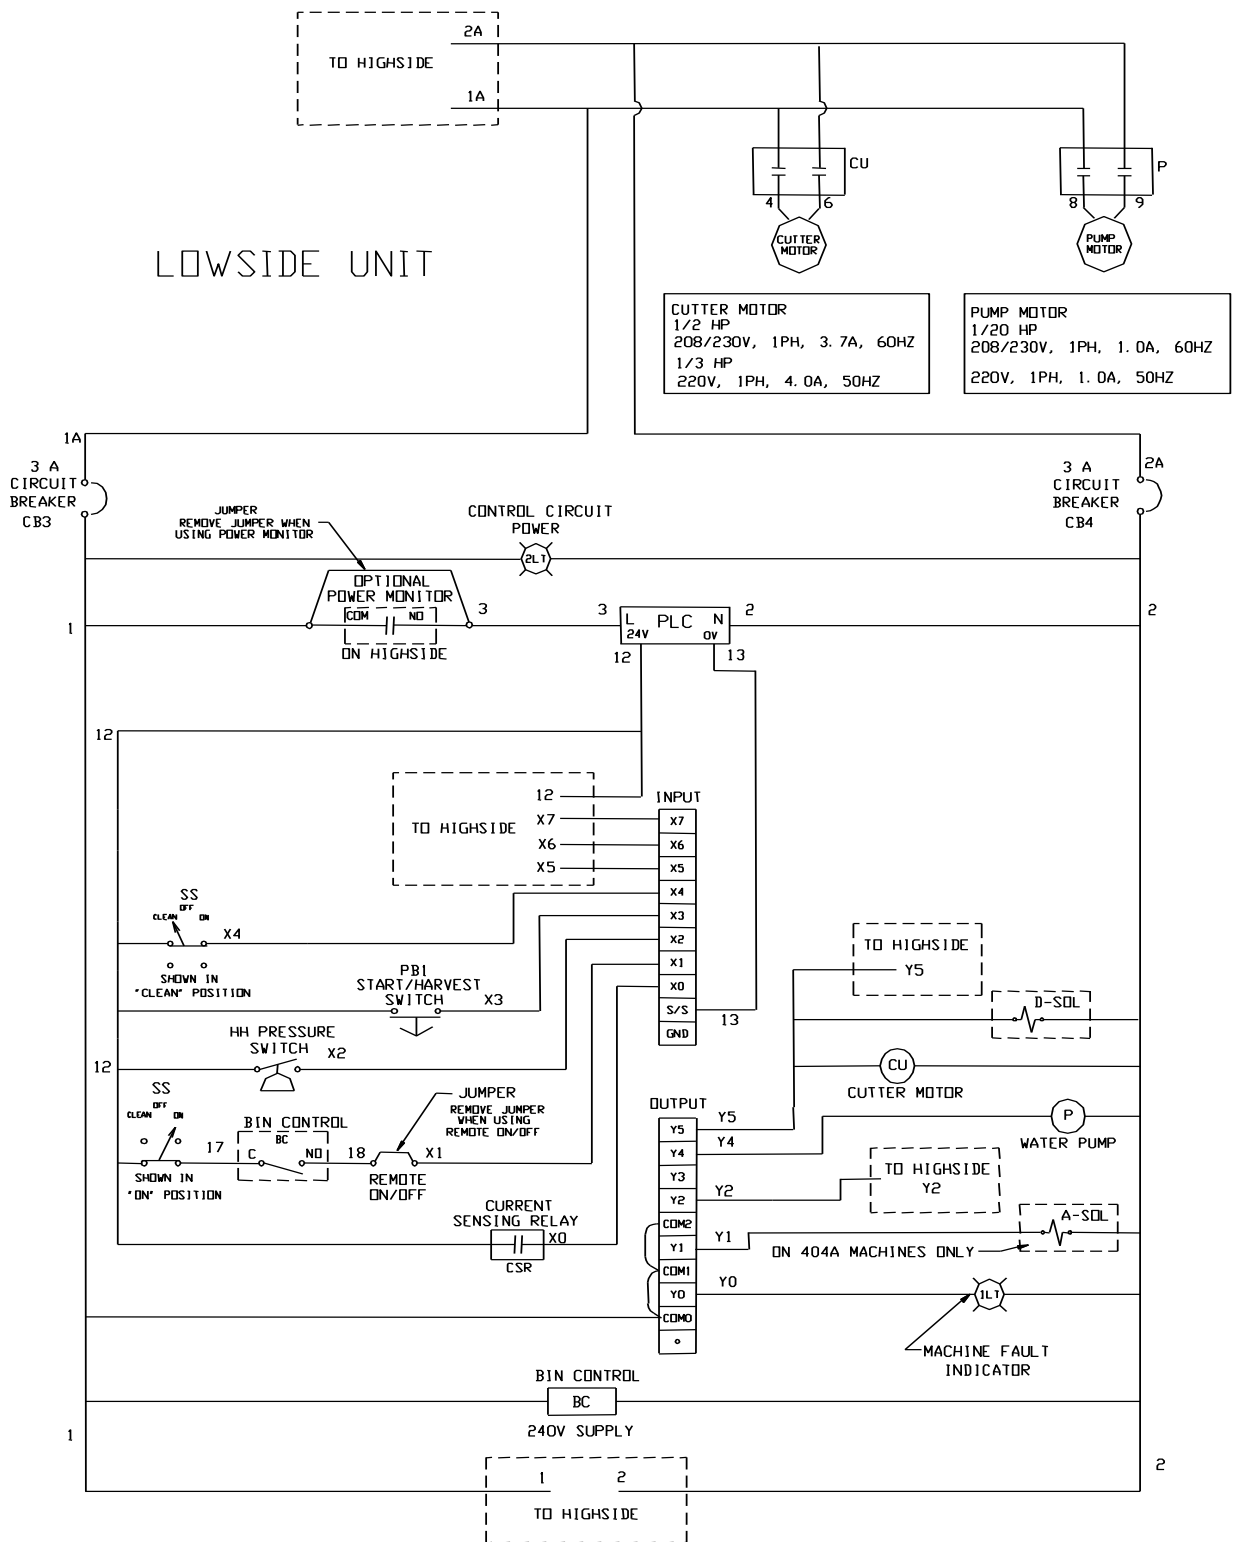 2A
TO HIGHSIDE
1A
CU
P
4
6
8
9
CUTTER
MOTOR
PUMP
MOTOR
LOWSIDE UNIT
CUTTER MOTOR
1/2 HP
208/230V, 1PH, 3.7A, 60HZ
1/3 HP
220V, 1PH, 4.0A, 50HZ
PUMP MOTOR
1/20 HP
208/230V, 1PH, 1.0A, 60HZ
220V, 1PH, 1.0A, 50HZ
1A
3 A
CIRCUIT
BREAKER
CB3
2A
3 A
CIRCUIT
BREAKER
CB4
JUMPER
REMOVE JUMPER WHEN
USING POWER MONITOR
CONTROL CIRCUIT
POWER
2LT
OPTIONAL
POWER MONITOR
COM
NO
ON HIGHSIDE
1
3
3
L
PLC
N
24V
0V
2
2
12
13
12
TO HIGHSIDE
12
X7
X6
X5
INPUT
X7
X6
X5
X4
X3
X2
X1
X0
S/S
GND
13
SS
OFF
CLEAN
ON
X4
SHOWN IN
"CLEAN" POSITION
PB1
START/HARVEST
SWITCH
X3
HH PRESSURE
SWITCH
X2
12
SS
OFF
CLEAN
ON
SHOWN IN
"ON" POSITION
17
BIN CONTROL
BC
C
NO
18
JUMPER
REMOVE JUMPER
WHEN USING
REMOTE ON/OFF
X1
REMOTE
ON/OFF
CURRENT
SENSING RELAY
X0
CSR
TO HIGHSIDE
Y5
D-SOL
CU
CUTTER MOTOR
OUTPUT
Y5
Y4
Y3
Y2
COM2
Y1
COM1
Y0
COM0
Y5
Y4
P
WATER PUMP
Y2
TO HIGHSIDE
Y2
Y1
A-SOL
ON 404A MACHINES ONLY
Y0
1LT
MACHINE FAULT
INDICATOR
BIN CONTROL
BC
240V SUPPLY
1
2
1
2
TO HIGHSIDE